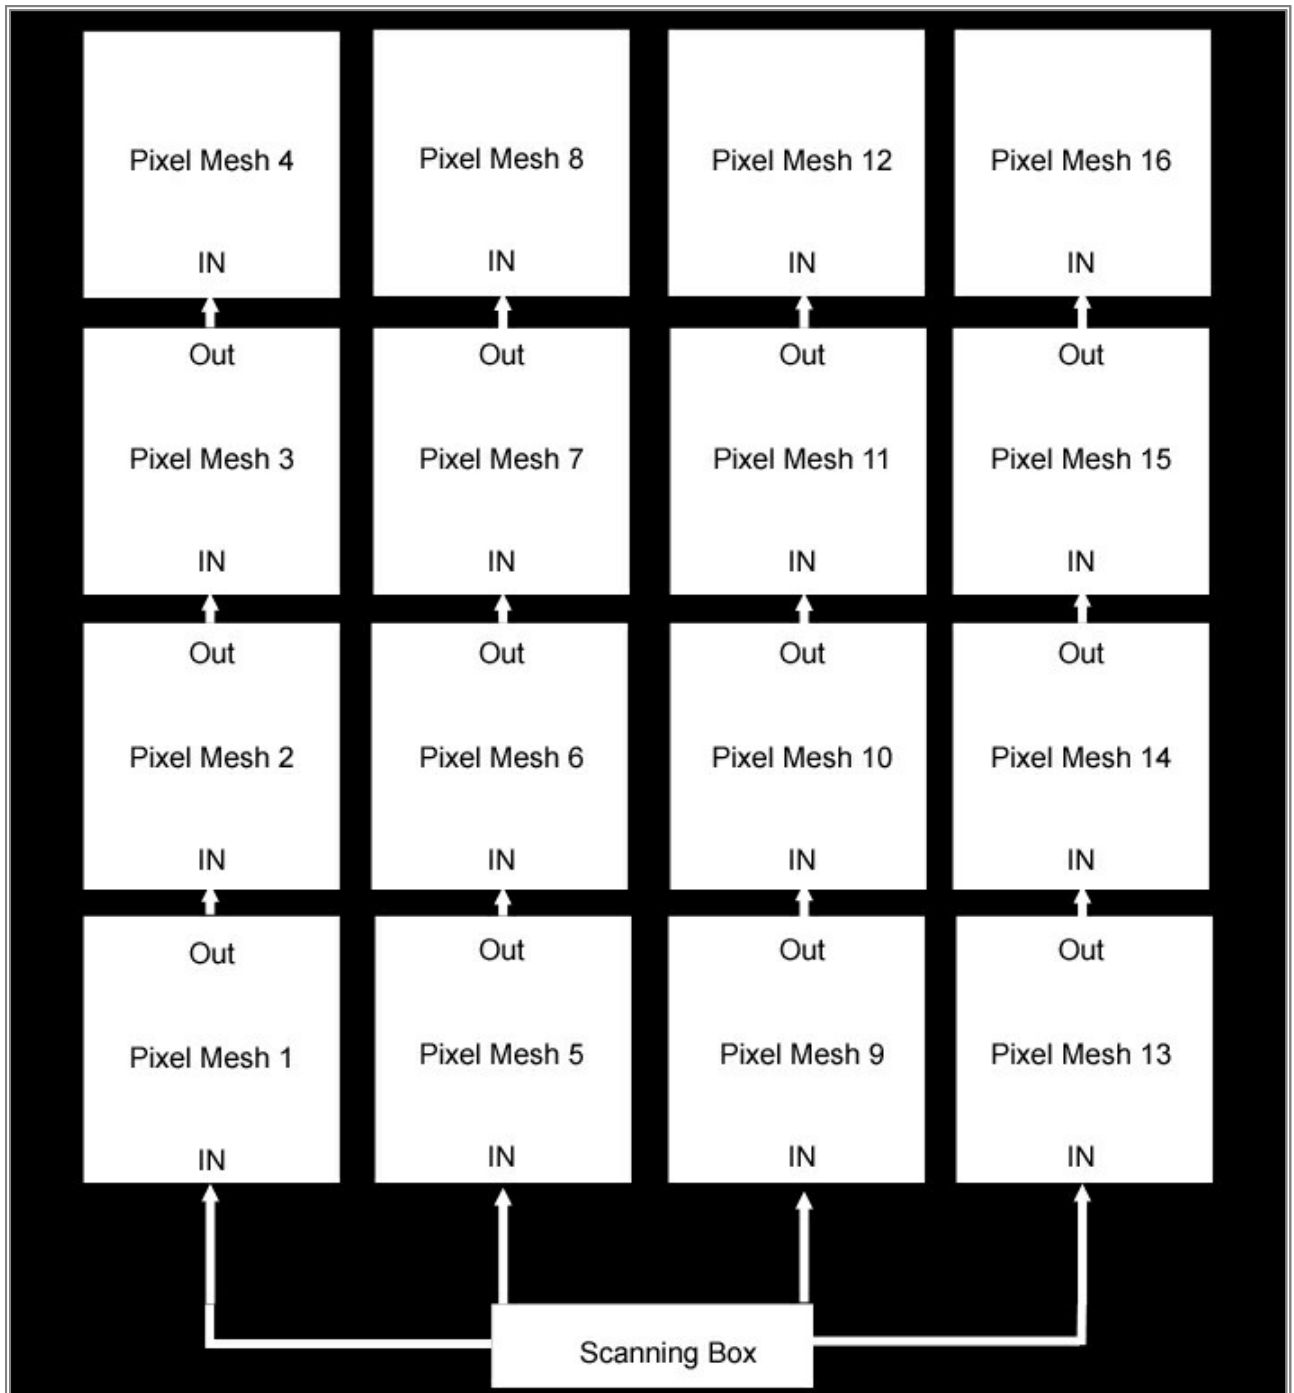 Pixel Mesh 4
Pixel Mesh 8
Pixel Mesh 12
Pixel Mesh 16
IN
IN
IN
IN
Out
Out
Out
Out
Pixel Mesh 3
Pixel Mesh 7
Pixel Mesh 11
Pixel Mesh 15
IN
IN
IN
IN
Out
Out
Out
Out
Pixel Mesh 2
Pixel Mesh 6
Pixel Mesh 10
Pixel Mesh 14
IN
IN
IN
IN
Out
Out
Out
Out
Pixel Mesh 1
Pixel Mesh 5
Pixel Mesh 9
Pixel Mesh 13
IN
IN
IN
IN
Scanning Box